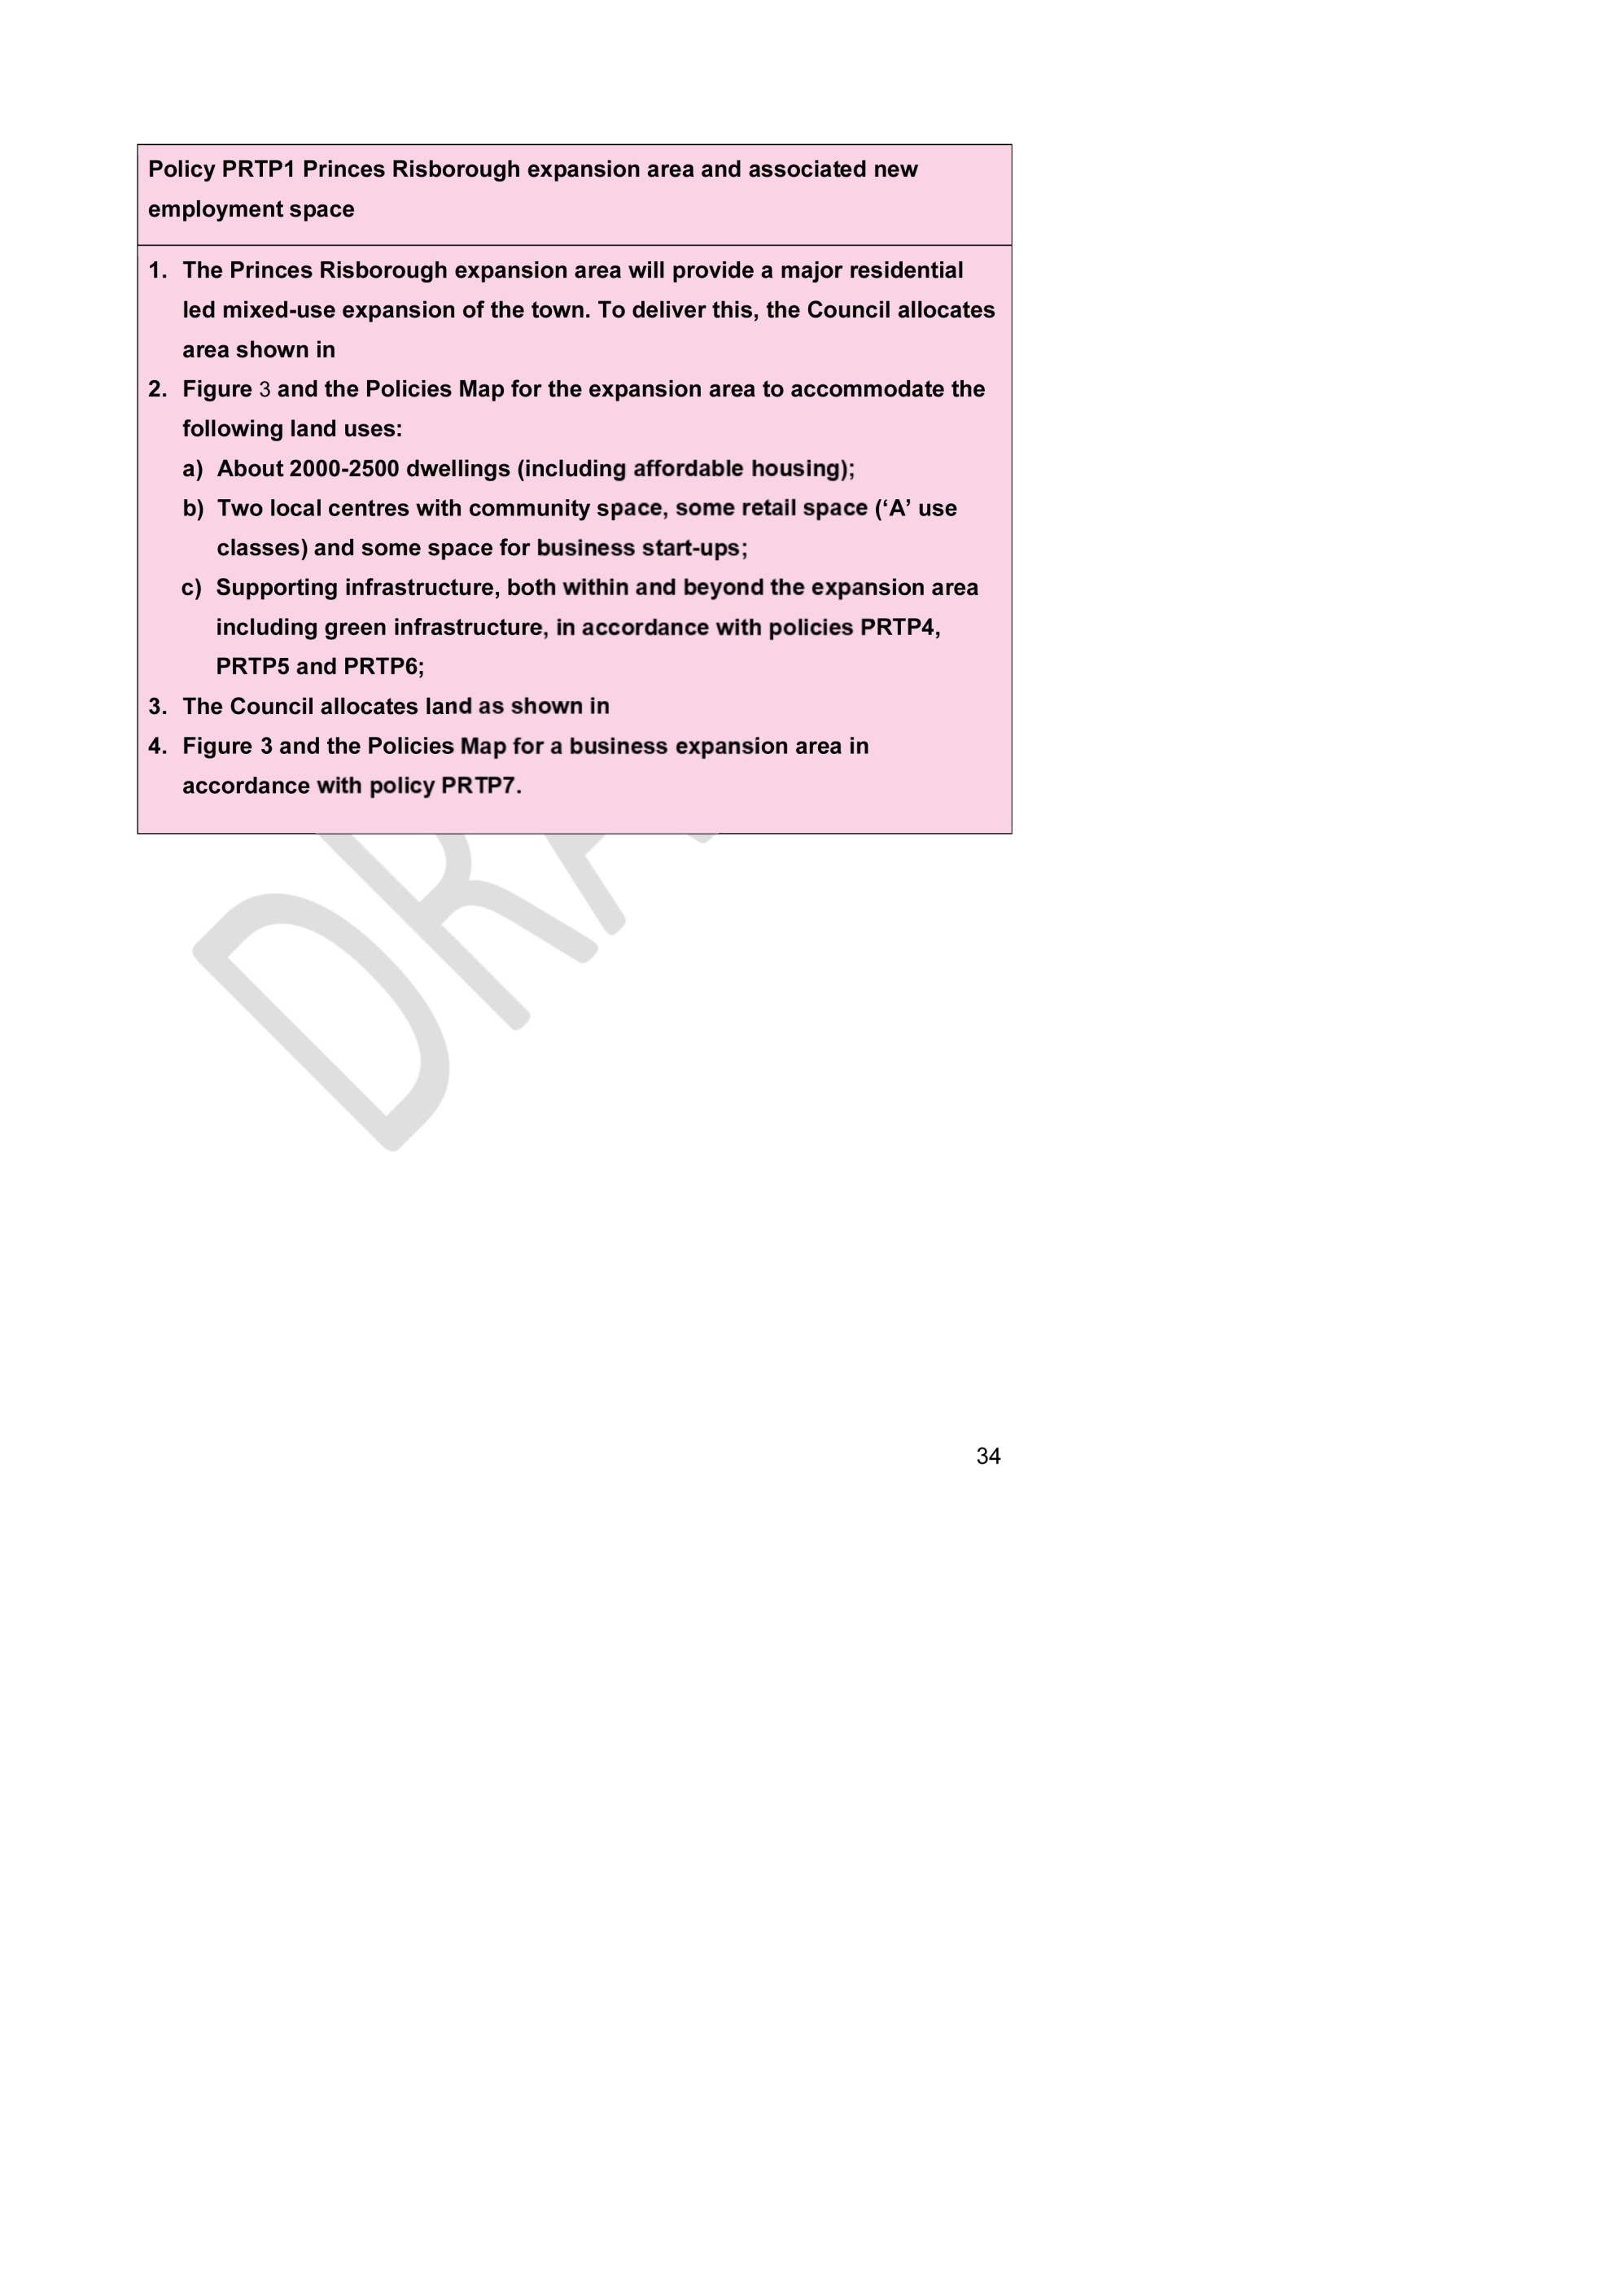 Policy PRTP1 Princes Risborough expansion area and associated new
employment space
1. The Princes Risborough expansion area will provide a major residential
led mixed-use expansion of the town. To deliver this, the Council allocates
area shown in
2. Figure 3 and the Policies Map for the expansion area to accommodate the
following land uses:
a) About 2000-2500 dwellings (including affordable housing);
b) Two local centres with community space, some retail space (‘A’ use
classes) and some space for business start-ups;
c) Supporting infrastructure, both within and beyond the expansion area
including green infrastructure, in accordance with policies PRTP4,
PRTP5 and PRTP6;
3. The Council allocates land as shown in
4. Figure 3 and the Policies Map for a business expansion area in
accordance with policy PRTP7.
DRA
34